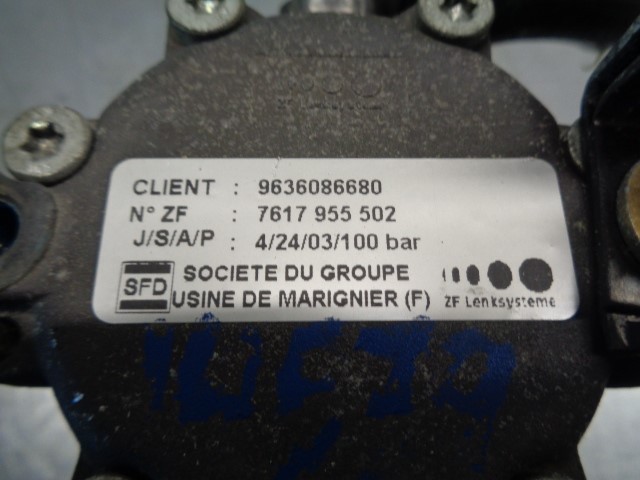 CLIENT : 9636086680
N° ZF : 7617 955 502
J/S/A/P : 4/24/03/100 bar
SFD SOCIETE DU GROUPE
USINE DE MARIGNIER (F)
ZF Lenksysteme